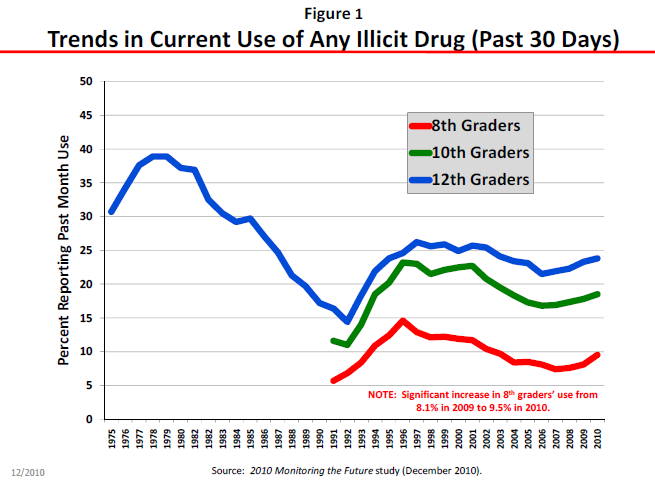 Figure 1
Trends in Current Use of Any Illicit Drug (Past 30 Days)
Percent Reporting Past Month Use
50
45
40
35
30
25
20
15
10
5
0
8th Graders
10th Graders
12th Graders
NOTE: Significant increase in 8th graders' use from
8.1% in 2009 to 9.5% in 2010.
1975 1976 1977 1978 1979 1980 1982 1982 1983 1984 1985 1986 1987 1988 1989 1990 1991 1992 1993 1994 1995 1996 1997 1998 1999 2000 2001 2002 2003 2004 2005 2006 2007 2008 2009 2010
12/2010
Source: 2010 Monitoring the Future study (December 2010).